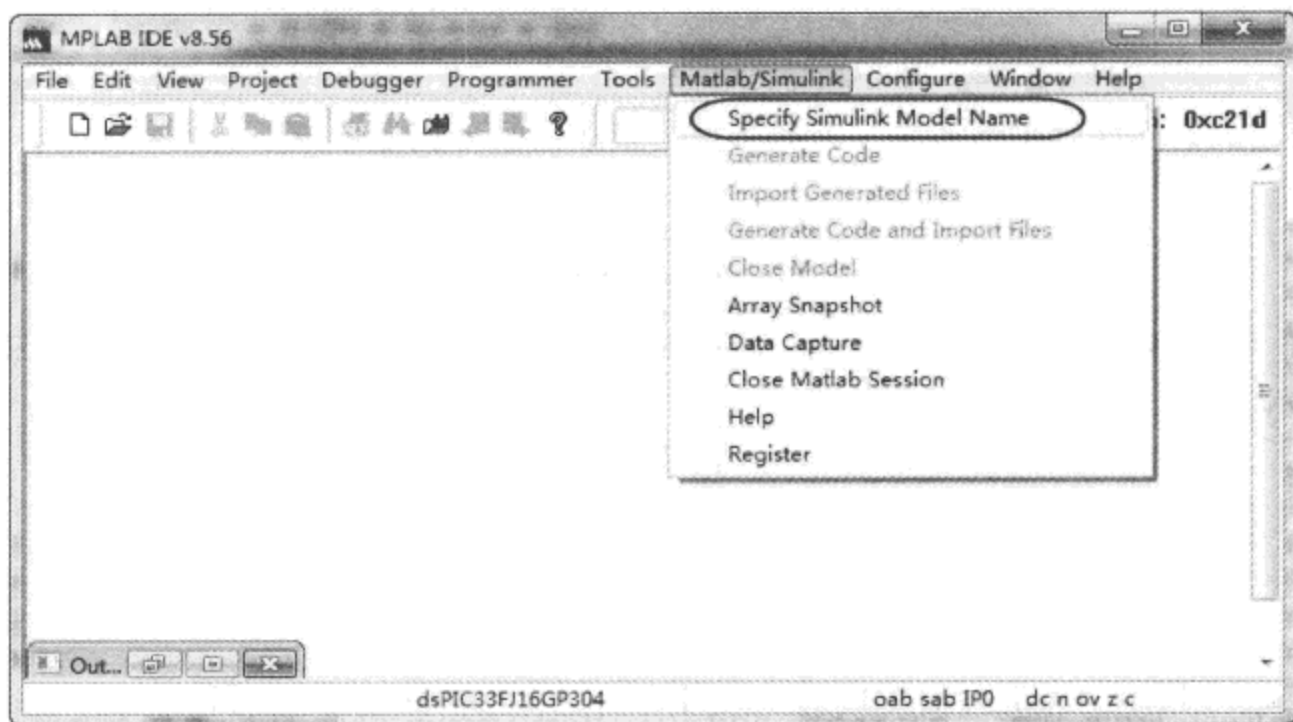 MPLAB IDE v8.56
File Edit View Project Debugger Programmer Tools Matlab/Simulink Configure Window Help
0xc21d
Specify Simulink Model Name
Generate Code
Import Generated Files
Generate Code and Import Files
Close Model
Array Snapshot
Data Capture
Close Matlab Session
Help
Register
Out...
dsPIC33FJ16GP304 oab sab IP0 dc n ov z c